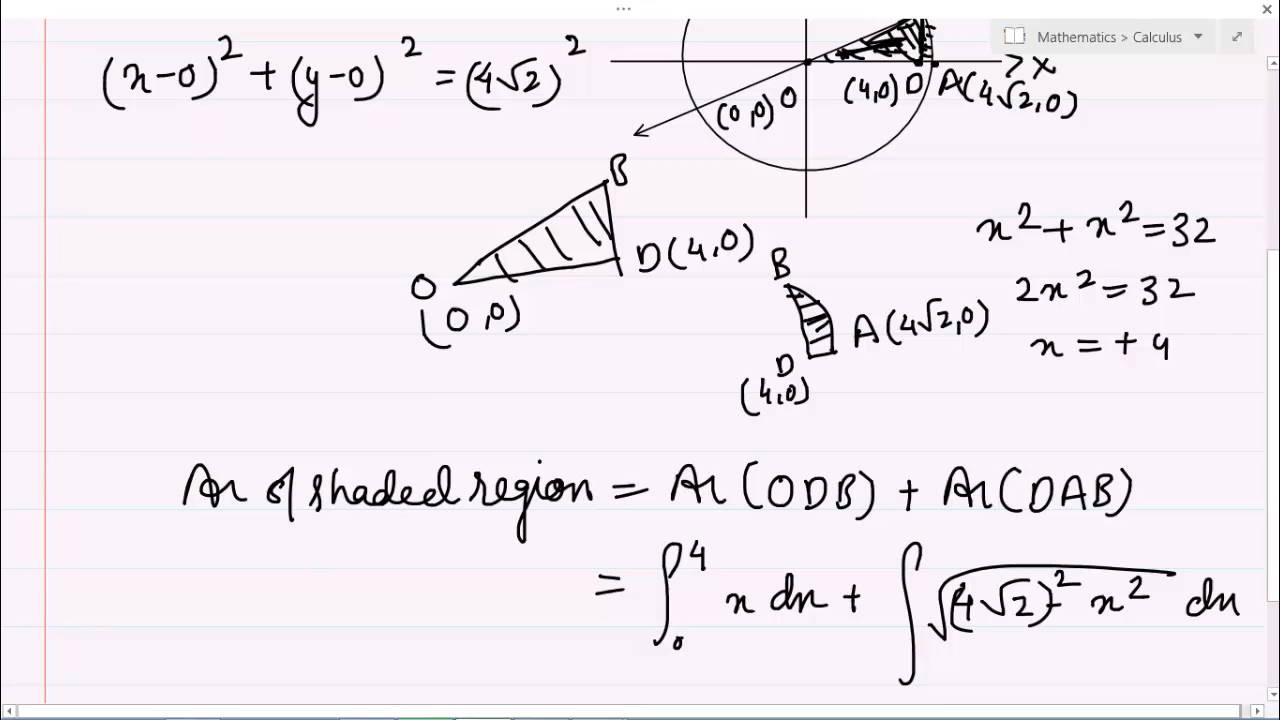 Mathematics > Calculus
(x-0)² + (y-0)² = (4√2)²
x
(0,0) O
(4,0) D A(4√2,0)
B
O
(0,0)
D(4,0)
B
A(4√2,0)
D
(4,0)
x² + x² = 32
2x² = 32
x = + 4
Ar of shaded region = Ar(ODB) + Ar(DAB)
= ∫₀⁴ x dx + ∫ √(4√2)² - x² dx